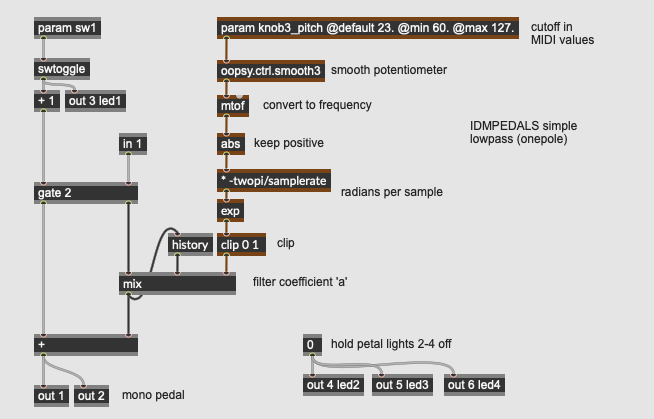 param sw1
param knob3_pitch @default 23. @min 60. @max 127.
cutoff in
MIDI values
swtoggle
oopsy.ctrl.smooth3
smooth potentiometer
+ 1
out 3 led1
mtof
convert to frequency
IDMPEDALS simple
lowpass (onepole)
in 1
abs
keep positive
* -twopi/samplerate
radians per sample
gate 2
exp
history
clip 0 1
clip
mix
filter coefficient 'a'
+
0
hold petal lights 2-4 off
out 1
out 2
mono pedal
out 4 led2
out 5 led3
out 6 led4